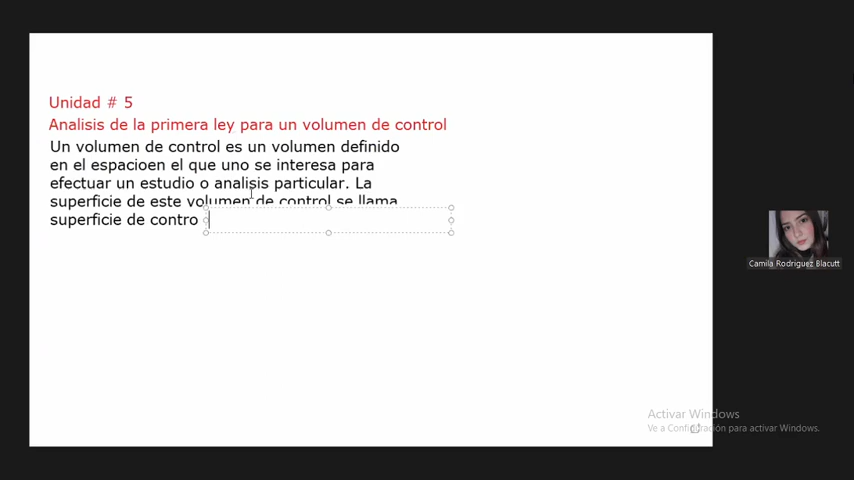 Unidad # 5
Analisis de la primera ley para un volumen de control
Un volumen de control es un volumen definido
en el espacioen el que uno se interesa para
efectuar un estudio o analisis particular. La
superficie de este volumen de control se llama
superficie de contro
Camila Rodriguez Blacutt
Activar Windows
Ve a Configuración para activar Windows.